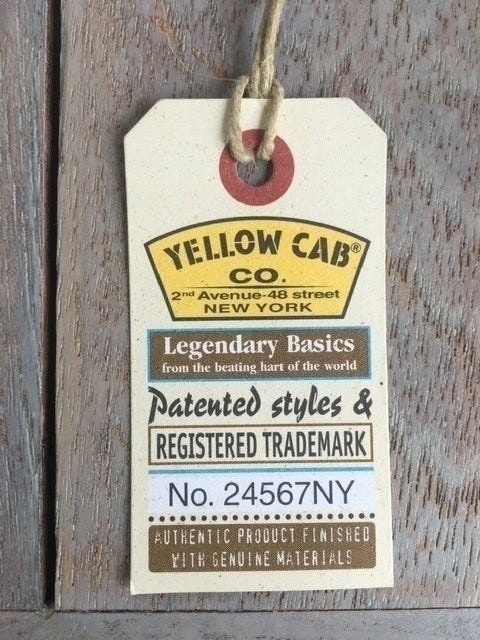 YELLOW CAB®
CO.
2nd Avenue-48 street
NEW YORK
Legendary Basics
from the beating hart of the world
Patented styles &
REGISTERED TRADEMARK
No. 24567NY
AUTHENTIC PRODUCT FINISHED
WITH GENUINE MATERIALS